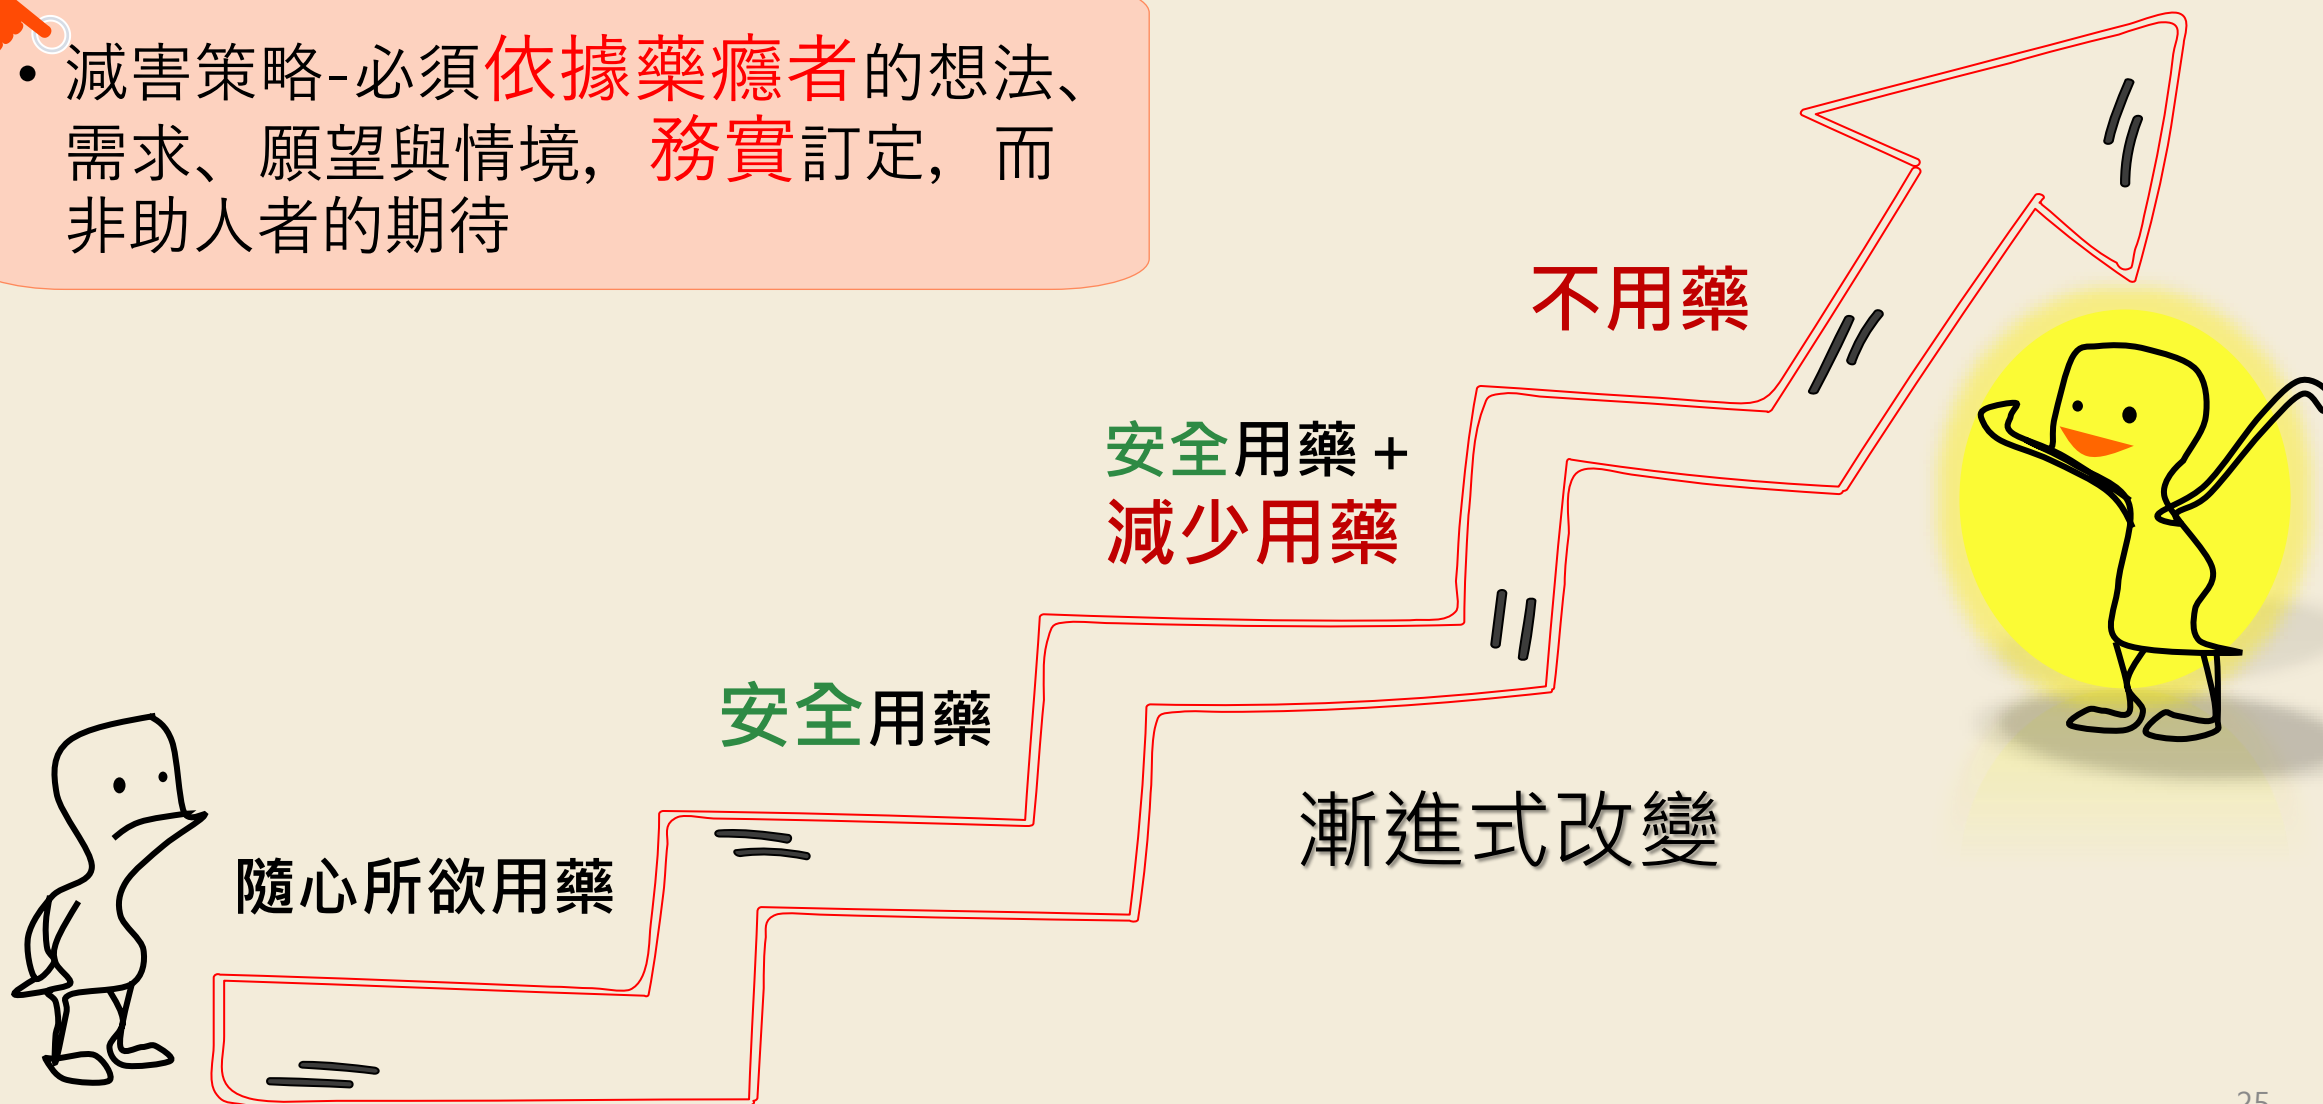 • 減害策略-必須依據藥癮者的想法、
需求、願望與情境，務實訂定，而
非助人者的期待
不用藥
安全用藥 +
減少用藥
安全用藥
漸進式改變
隨心所欲用藥
25